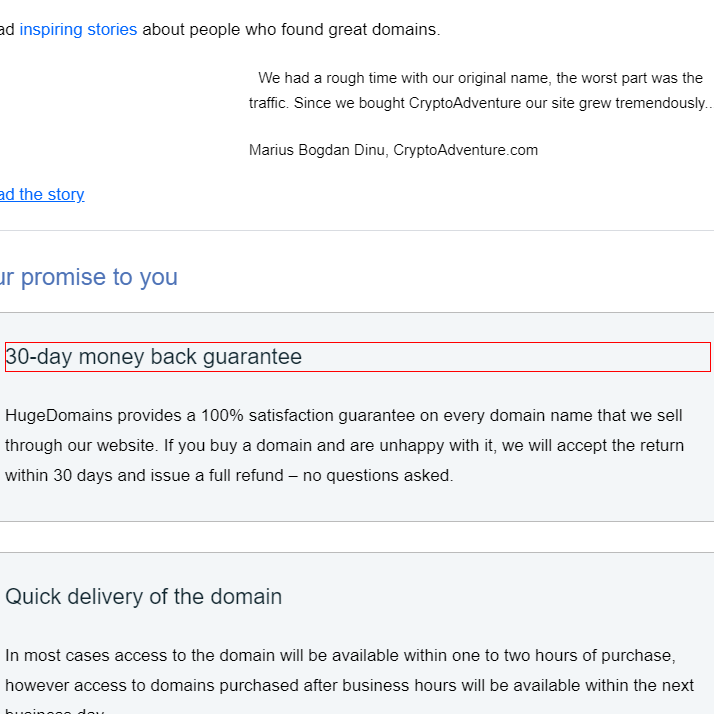 ad inspiring stories about people who found great domains.
We had a rough time with our original name, the worst part was the
traffic. Since we bought CryptoAdventure our site grew tremendously..
Marius Bogdan Dinu, CryptoAdventure.com
ad the story
ur promise to you
30-day money back guarantee
HugeDomains provides a 100% satisfaction guarantee on every domain name that we sell
through our website. If you buy a domain and are unhappy with it, we will accept the return
within 30 days and issue a full refund – no questions asked.
Quick delivery of the domain
In most cases access to the domain will be available within one to two hours of purchase,
however access to domains purchased after business hours will be available within the next
business day.